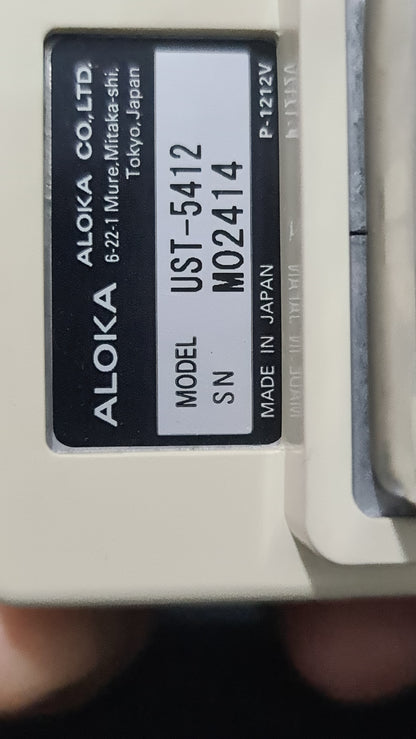 ALOKA
ALOKA CO.,LTD.
6-22-1 Mure,Mitaka-shi,
Tokyo,Japan
MODEL UST-5412
SN M02414
MADE IN JAPAN P-1212V